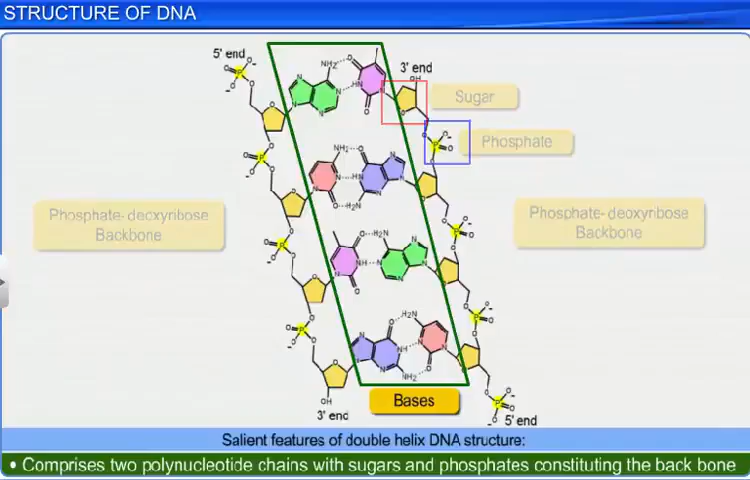 STRUCTURE OF DNA
5' end
3' end
Sugar
Phosphate
Phosphate-deoxyribose
Backbone
Phosphate-deoxyribose
Backbone
Bases
3' end
5' end
Salient features of double helix DNA structure:
• Comprises two polynucleotide chains with sugars and phosphates constituting the back bone